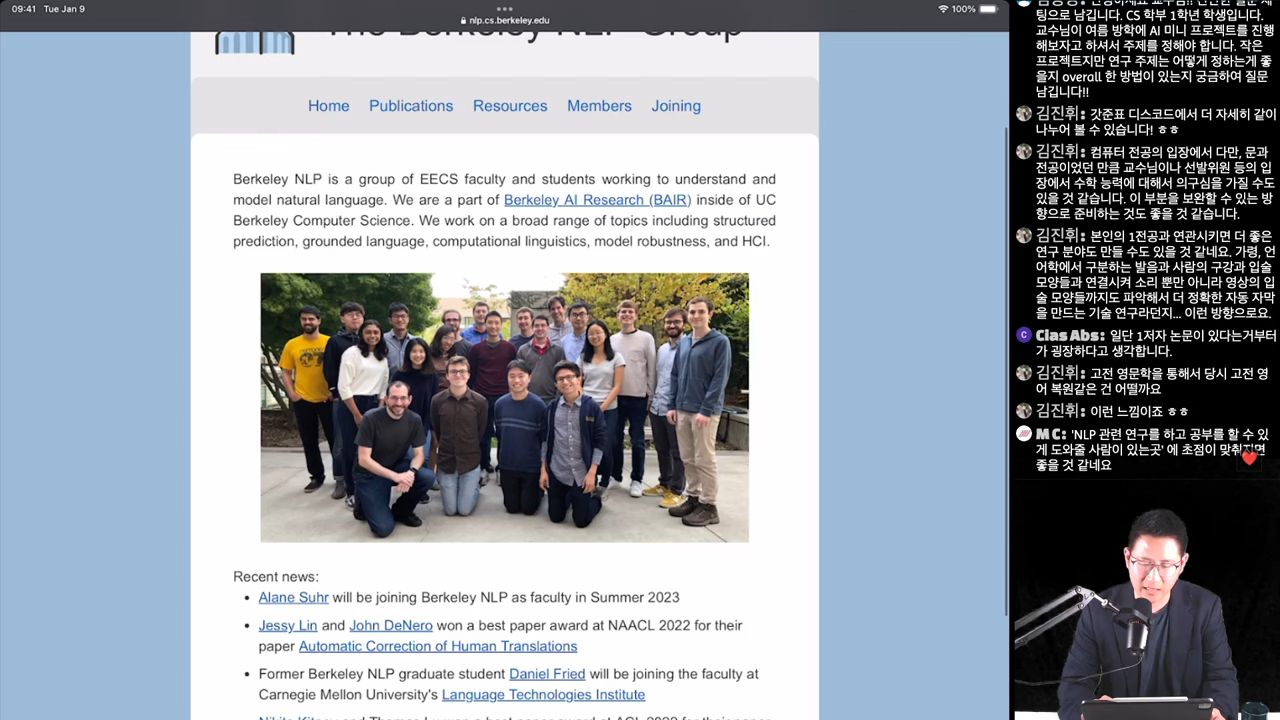 09:41 Tue Jan 9
nlp.cs.berkeley.edu
100%
The Berkeley NLP Group
Home Publications Resources Members Joining
Berkeley NLP is a group of EECS faculty and students working to understand and
model natural language. We are a part of Berkeley AI Research (BAIR) inside of UC
Berkeley Computer Science. We work on a broad range of topics including structured
prediction, grounded language, computational linguistics, model robustness, and HCI.
Recent news:
• Alane Suhr will be joining Berkeley NLP as faculty in Summer 2023
• Jessy Lin and John DeNero won a best paper award at NAACL 2022 for their
paper Automatic Correction of Human Translations
• Former Berkeley NLP graduate student Daniel Fried will be joining the faculty at
Carnegie Mellon University's Language Technologies Institute
팅으로 남깁니다. CS 학부 1학년 학생입니다.
교수님이 여름 방학에 AI 미니 프로젝트를 진행
해보자고 하셔서 주제를 정해야 합니다. 작은
프로젝트지만 연구 주제는 어떻게 정하는게 좋
을지 overall 한 방법이 있는지 궁금하여 질문
남깁니다!!
김진휘: 갓준표 디스코드에서 더 자세히 같이
나누어 볼 수 있습니다! ㅎㅎ
김진휘: 컴퓨터 전공의 입장에서 다만, 문과
전공이었던 만큼 교수님이나 선발위원 등의 입
장에서 수학 능력에 대해서 의구심을 가질 수도
있을 것 같습니다. 이 부분을 보완할 수 있는 방
향으로 준비하는 것도 좋을 것 같습니다.
김진휘: 본인의 1전공과 연관시키면 더 좋은
연구 분야도 만들 수도 있을 것 같네요. 가령, 언
어학에서 구분하는 발음과 사람의 구강과 입술
모양들과 연결시켜 소리 뿐만 아니라 영상의 입
술 모양들까지도 파악해서 더 정확한 자동 자막
을 만드는 기술 연구라던지... 이런 방향으로요.
C
Clas Abs: 일단 1저자 논문이 있다는거부터
가 굉장하다고 생각합니다.
김진휘: 고전 영문학을 통해서 당시 고전 영
어 복원같은 건 어떨까요
김진휘: 이런 느낌이죠 ㅎㅎ
M C: 'NLP 관련 연구를 하고 공부를 할 수 있
게 도와줄 사람이 있는곳' 에 초점이 맞춰지면
좋을 것 같네요